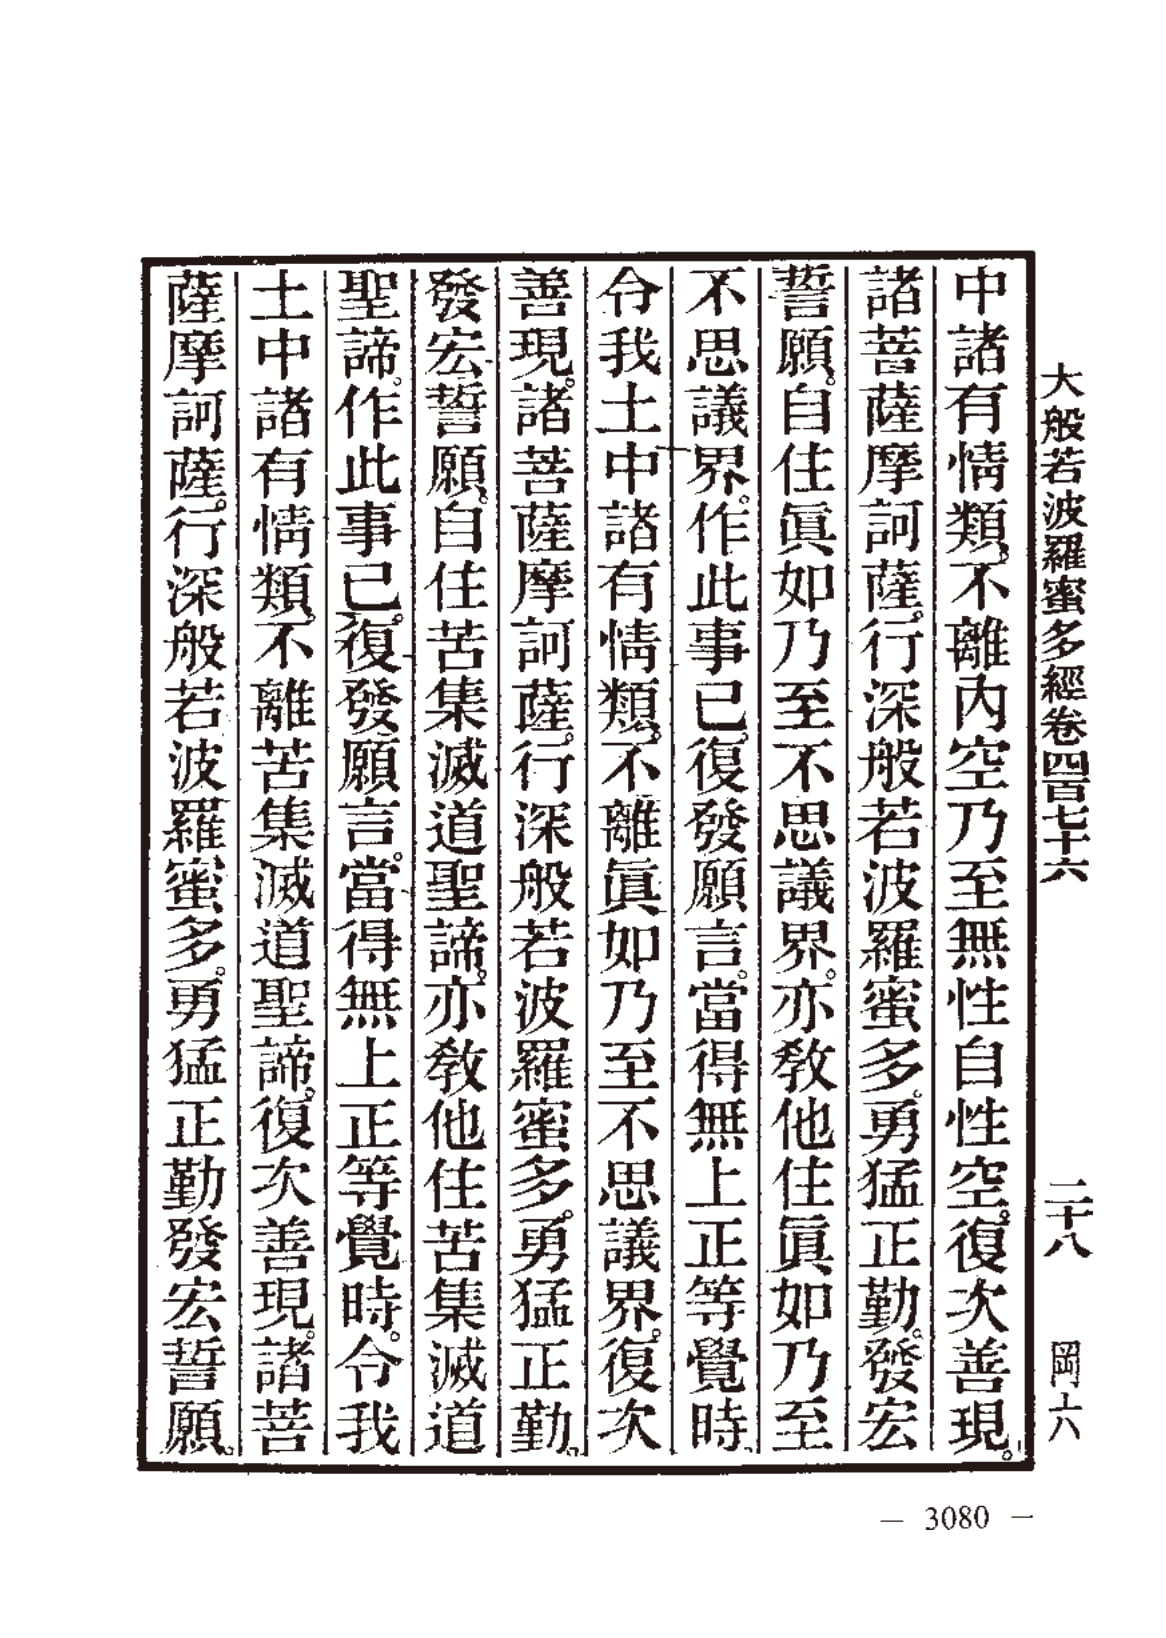 大般若波羅蜜多經卷四百七十六　二十八　岡六
中諸有情類。不離內空乃至無性自性空。復次善現。
諸菩薩摩訶薩。行深般若波羅蜜多。勇猛正勤。發宏
誓願。自住眞如乃至不思議界。亦敎他住眞如乃至
不思議界。作此事已。復發願言。當得無上正等覺時。
令我土中諸有情類。不離眞如乃至不思議界。復次
善現。諸菩薩摩訶薩。行深般若波羅蜜多。勇猛正勤。
發宏誓願。自住苦集滅道聖諦。亦敎他住苦集滅道
聖諦。作此事已。復發願言。當得無上正等覺時。令我
土中諸有情類。不離苦集滅道聖諦。復次善現。諸菩
薩摩訶薩。行深般若波羅蜜多。勇猛正勤發宏誓願。
— 3080 —